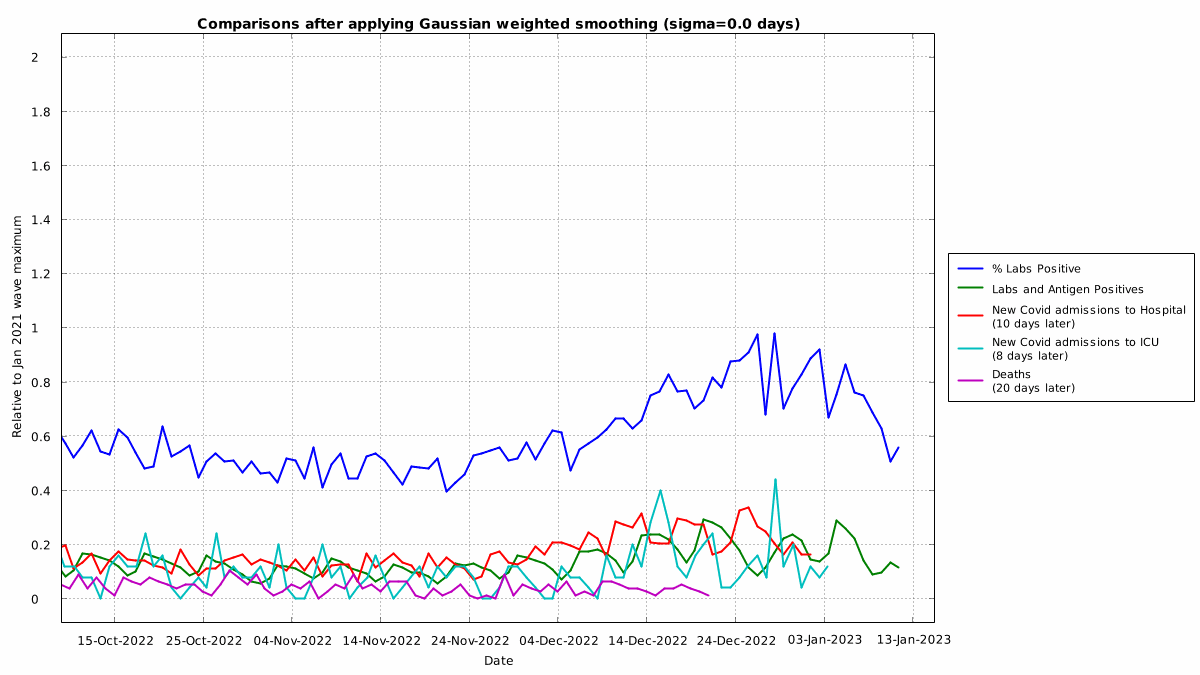 Comparisons after applying Gaussian weighted smoothing (sigma=0.0 days)
Relative to Jan 2021 wave maximum
2
1.8
1.6
1.4
1.2
1
0.8
0.6
0.4
0.2
0
15-Oct-2022 25-Oct-2022 04-Nov-2022 14-Nov-2022 24-Nov-2022 04-Dec-2022 14-Dec-2022 24-Dec-2022 03-Jan-2023 13-Jan-2023
Date
% Labs Positive
Labs and Antigen Positives
New Covid admissions to Hospital
(10 days later)
New Covid admissions to ICU
(8 days later)
Deaths
(20 days later)